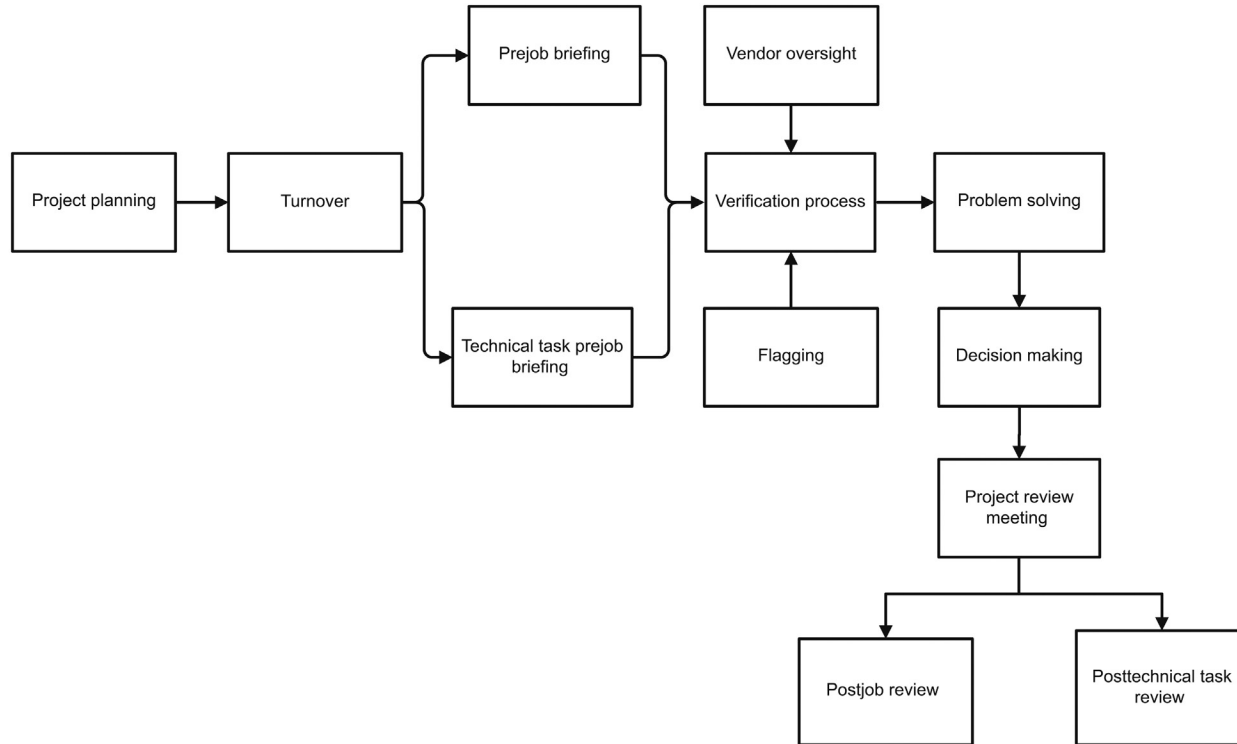 Prejob briefing
Vendor oversight
Project planning
Turnover
Verification process
Problem solving
Technical task prejob
briefing
Flagging
Decision making
Project review
meeting
Postjob review
Posttechnical task
review